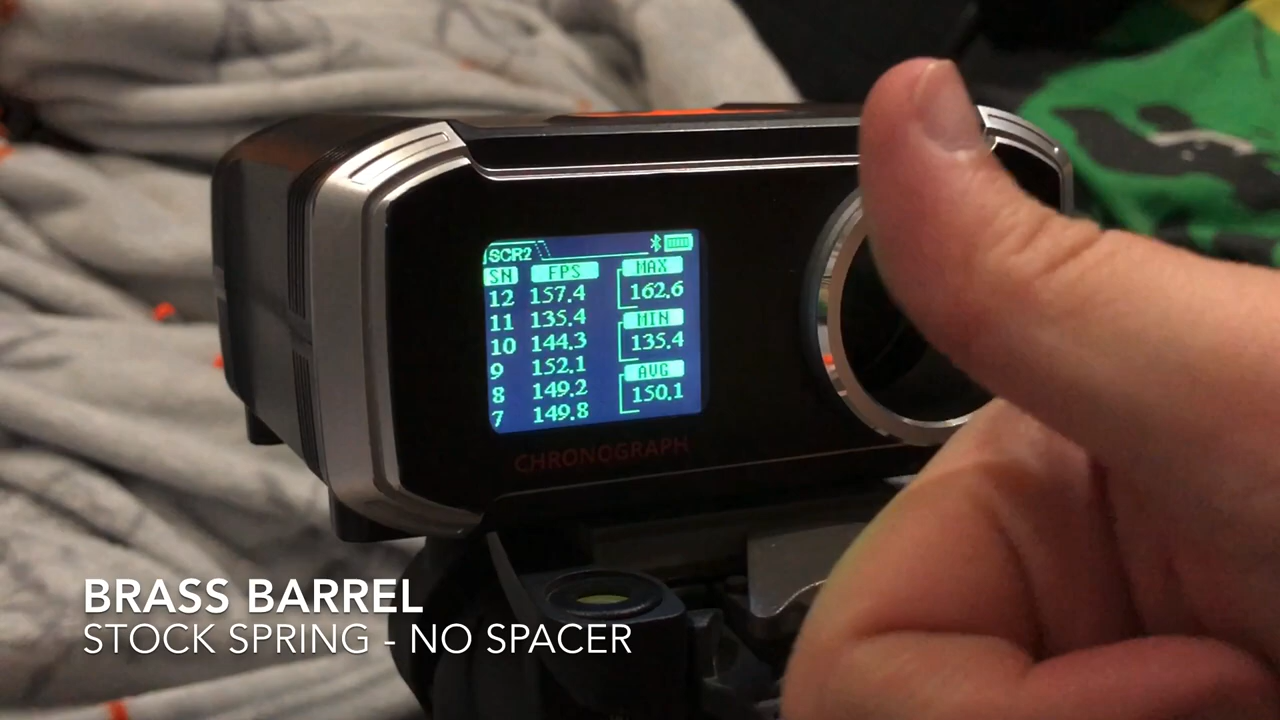 SCR2
SN FPS MAX
12 157.4 162.6
11 135.4 MIN
10 144.3 135.4
9 152.1 AVG
8 149.2 150.1
7 149.8
CHRONOGRAPH
BRASS BARREL
STOCK SPRING - NO SPACER